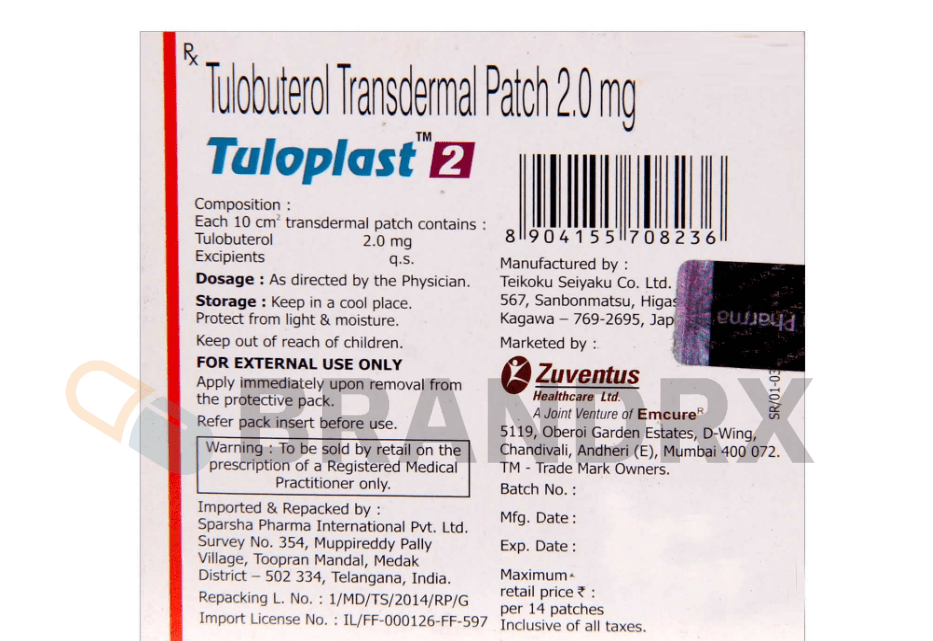 Rx
Tulobuterol Transdermal Patch 2.0 mg
Tuloplast™ 2
Composition :
Each 10 cm² transdermal patch contains :
Tulobuterol 2.0 mg
Excipients q.s.
Dosage : As directed by the Physician.
Storage : Keep in a cool place.
Protect from light & moisture.
Keep out of reach of children.
FOR EXTERNAL USE ONLY
Apply immediately upon removal from
the protective pack.
Refer pack insert before use.
Warning : To be sold by retail on the
prescription of a Registered Medical
Practitioner only.
Imported & Repacked by :
Sparsha Pharma International Pvt. Ltd.
Survey No. 354, Muppireddy Pally
Village, Toopran Mandal, Medak
District – 502 334, Telangana, India.
Repacking L. No. : 1/MD/TS/2014/RP/G
Import License No. : IL/FF-000126-FF-597
8 904155 708236
Manufactured by :
Teikoku Seiyaku Co. Ltd.
567, Sanbonmatsu,
Kagawa – 769-2695,
Pharma
Marketed by :
Zuventus
Healthcare Ltd.
A Joint Venture of Emcure®
5119, Oberoi Garden Estates, D-Wing,
Chandivali, Andheri (E), Mumbai 400 072.
TM - Trade Mark Owners.
Batch No. :
Mfg. Date :
Exp. Date :
Maximum
retail price ₹ :
per 14 patches
Inclusive of all taxes.
SR/01-03
BRANDRX